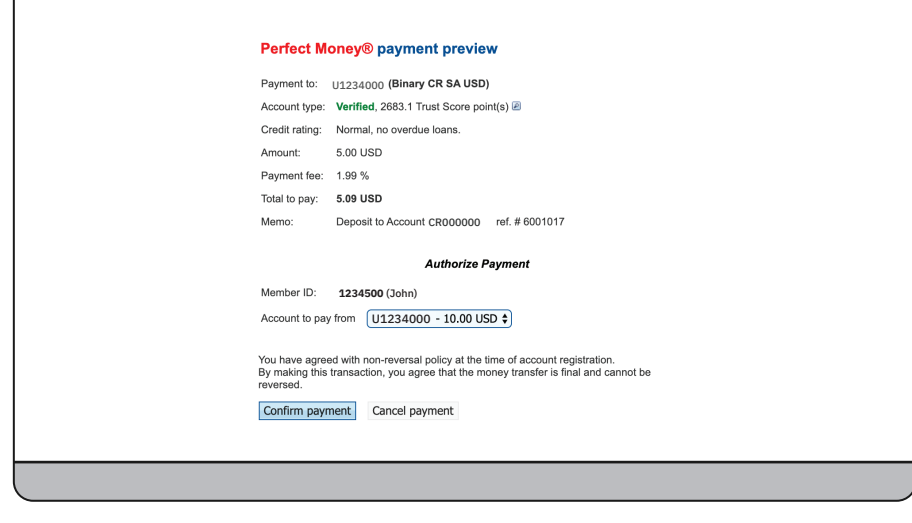 Perfect Money® payment preview
Payment to: U1234000 (Binary CR SA USD)
Account type: Verified, 2683.1 Trust Score point(s)
Credit rating: Normal, no overdue loans.
Amount: 5.00 USD
Payment fee: 1.99 %
Total to pay: 5.09 USD
Memo: Deposit to Account CR000000 ref. # 6001017
Authorize Payment
Member ID: 1234500 (John)
Account to pay from U1234000 - 10.00 USD
You have agreed with non-reversal policy at the time of account registration.
By making this transaction, you agree that the money transfer is final and cannot be
reversed.
Confirm payment Cancel payment